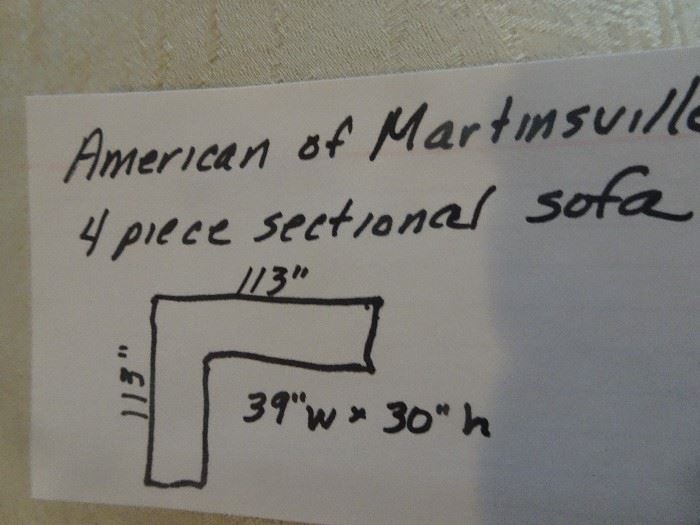 American of Martinsville
4 piece sectional sofa
113"
113"
39"w x 30"h